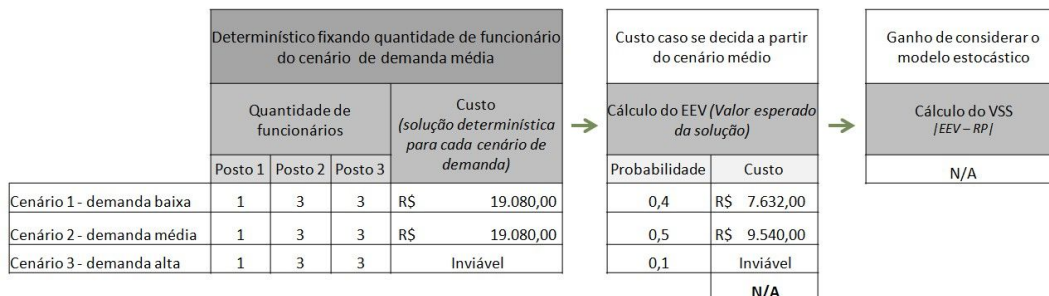 Determinístico fixando quantidade de funcionário
do cenário de demanda média
Custo caso se decida a partir
do cenário médio
Ganho de considerar o
modelo estocástico
Quantidade de
funcionários
Custo
(solução determinística
para cada cenário de
demanda)
Cálculo do EEV (Valor esperado
da solução)
Cálculo do VSS
|EEV – RP|
Posto 1 Posto 2 Posto 3
Probabilidade Custo
N/A
Cenário 1 - demanda baixa 1 3 3 R$ 19.080,00 0,4 R$ 7.632,00
Cenário 2 - demanda média 1 3 3 R$ 19.080,00 0,5 R$ 9.540,00
Cenário 3 - demanda alta 1 3 3 Inviável 0,1 Inviável
N/A